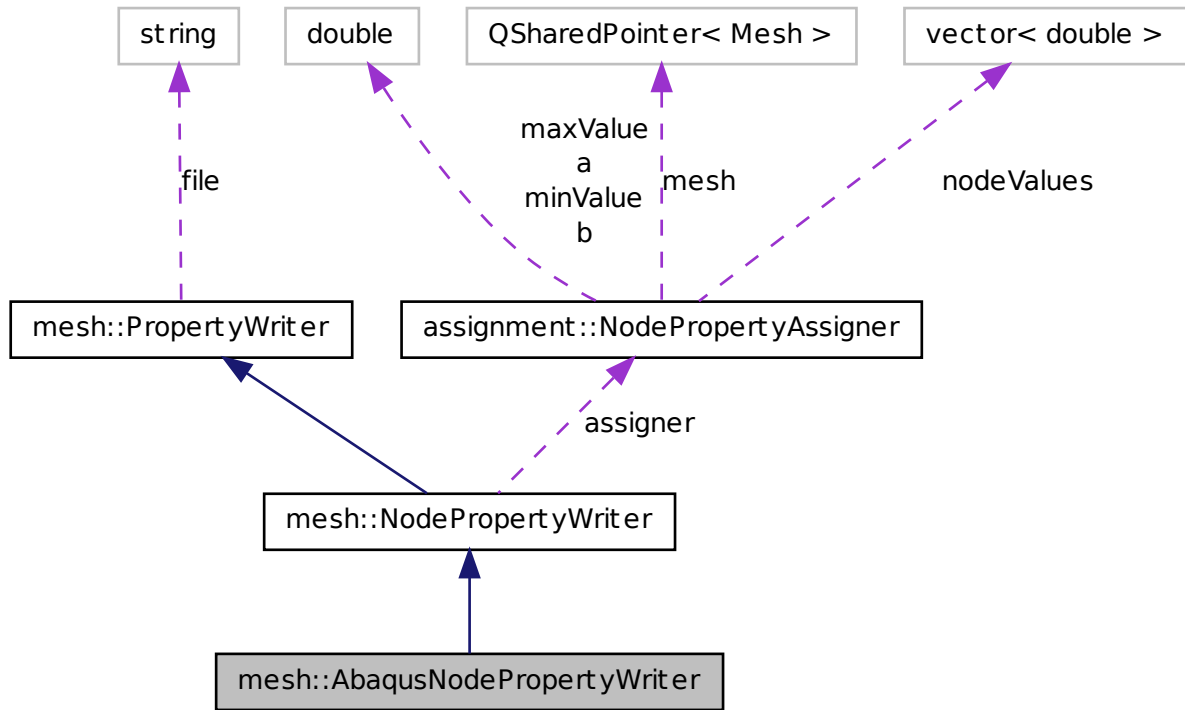 string
double
QSharedPointer< Mesh >
vector< double >
file
maxValue
a
minValue
b
mesh
nodeValues
mesh::PropertyWriter
assignment::NodePropertyAssigner
assigner
mesh::NodePropertyWriter
mesh::AbaqusNodePropertyWriter